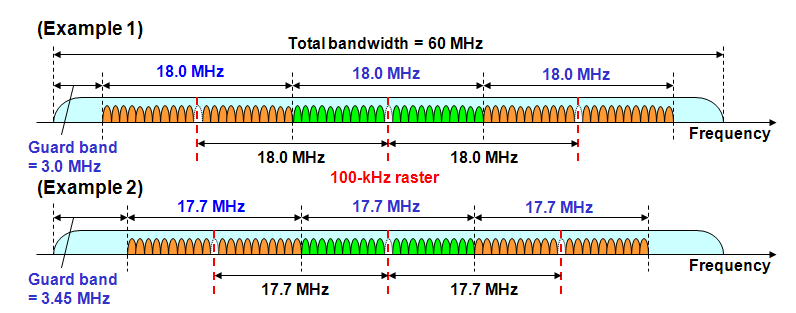 (Example 1)
Total bandwidth = 60 MHz
18.0 MHz 18.0 MHz 18.0 MHz
Frequency
Guard band
= 3.0 MHz
18.0 MHz 18.0 MHz
100-kHz raster
(Example 2)
17.7 MHz 17.7 MHz 17.7 MHz
Frequency
Guard band
= 3.45 MHz
17.7 MHz 17.7 MHz